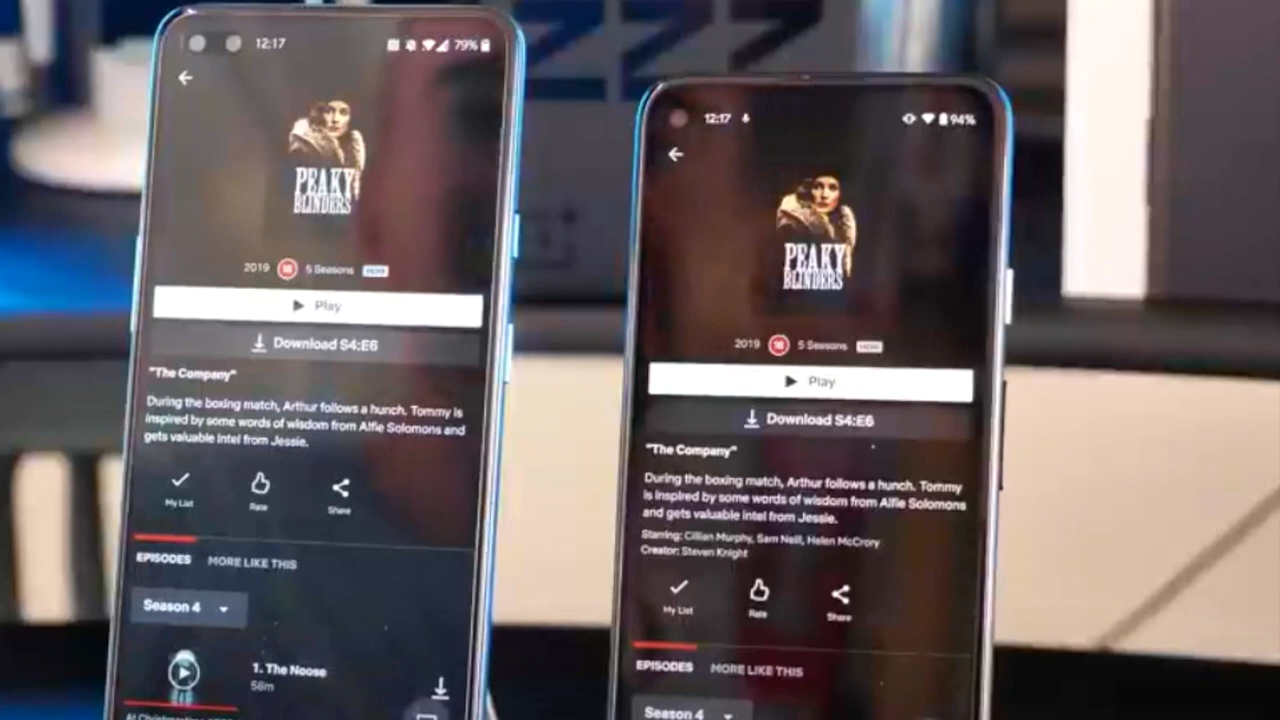 12:17
79%
PEAKY
BLINDERS
2019 18 5 Seasons HDR
Play
Download S4:E6
"The Company"
During the boxing match, Arthur follows a hunch. Tommy is
inspired by some words of wisdom from Alfie Solomons and
gets valuable intel from Jessie.
My List
Rate
Share
EPISODES MORE LIKE THIS
Season 4
1. The Noose
58m
12:17
94%
PEAKY
BLINDERS
2019 18 5 Seasons HDR
Play
Download S4:E6
"The Company"
During the boxing match, Arthur follows a hunch. Tommy
is inspired by some words of wisdom from Alfie Solomons
and gets valuable intel from Jessie.
Starring: Cillian Murphy, Sam Neill, Helen McCrory
Creator: Steven Knight
My List
Rate
Share
EPISODES MORE LIKE THIS
Season 4